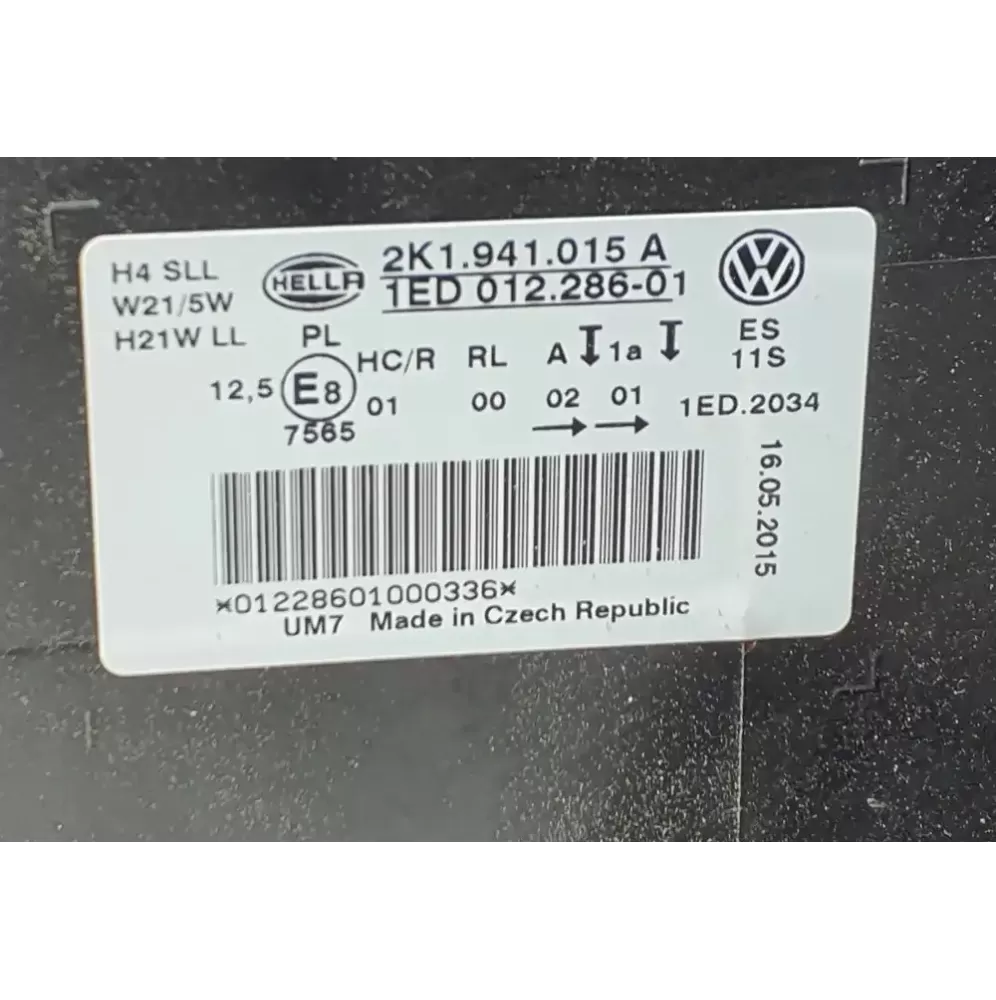 H4 SLL
W21/5W
H21W LL
HELLA
2K1.941.015 A
1ED 012.286-01
VW
ES
11S
PL
HC/R RL A 1a
12,5 E8 01 00 02 01 1ED.2034
7565
16.05.2015
*01228601000336*
UM7 Made in Czech Republic